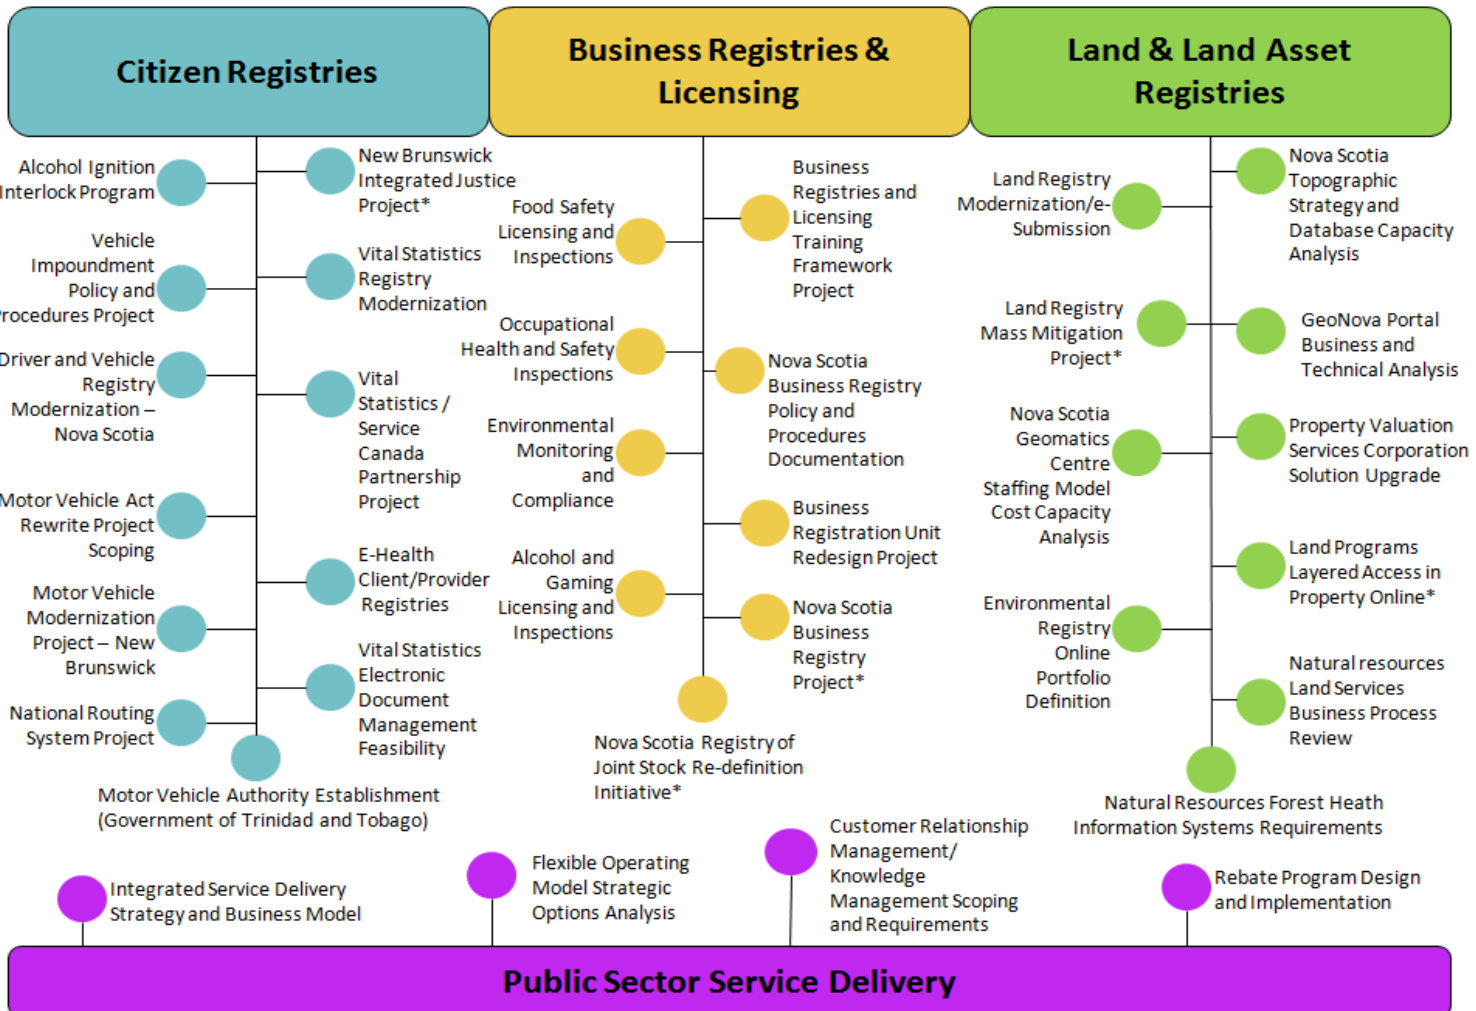 Citizen Registries
Business Registries &
Licensing
Land & Land Asset
Registries
Alcohol Ignition
Interlock Program
Vehicle
Impoundment
Policy and
Procedures Project
Driver and Vehicle
Registry
Modernization –
Nova Scotia
Motor Vehicle Act
Rewrite Project
Scoping
Motor Vehicle
Modernization
Project – New
Brunswick
National Routing
System Project
New Brunswick
Integrated Justice
Project*
Vital Statistics
Registry
Modernization
Vital
Statistics /
Service
Canada
Partnership
Project
E-Health
Client/Provider
Registries
Vital Statistics
Electronic
Document
Management
Feasibility
Motor Vehicle Authority Establishment
(Government of Trinidad and Tobago)
Food Safety
Licensing and
Inspections
Occupational
Health and Safety
Inspections
Environmental
Monitoring
and
Compliance
Alcohol and
Gaming
Licensing and
Inspections
Business
Registries and
Licensing
Training
Framework
Project
Nova Scotia
Business Registry
Policy and
Procedures
Documentation
Business
Registration Unit
Redesign Project
Nova Scotia
Business
Registry
Project*
Nova Scotia Registry of
Joint Stock Re-definition
Initiative*
Land Registry
Modernization/e-
Submission
Land Registry
Mass Mitigation
Project*
Nova Scotia
Geomatics
Centre
Staffing Model
Cost Capacity
Analysis
Environmental
Registry
Online
Portfolio
Definition
Nova Scotia
Topographic
Strategy and
Database Capacity
Analysis
GeoNova Portal
Business and
Technical Analysis
Property Valuation
Services Corporation
Solution Upgrade
Land Programs
Layered Access in
Property Online*
Natural resources
Land Services
Business Process
Review
Natural Resources Forest Heath
Information Systems Requirements
Integrated Service Delivery
Strategy and Business Model
Flexible Operating
Model Strategic
Options Analysis
Customer Relationship
Management/
Knowledge
Management Scoping
and Requirements
Rebate Program Design
and Implementation
Public Sector Service Delivery